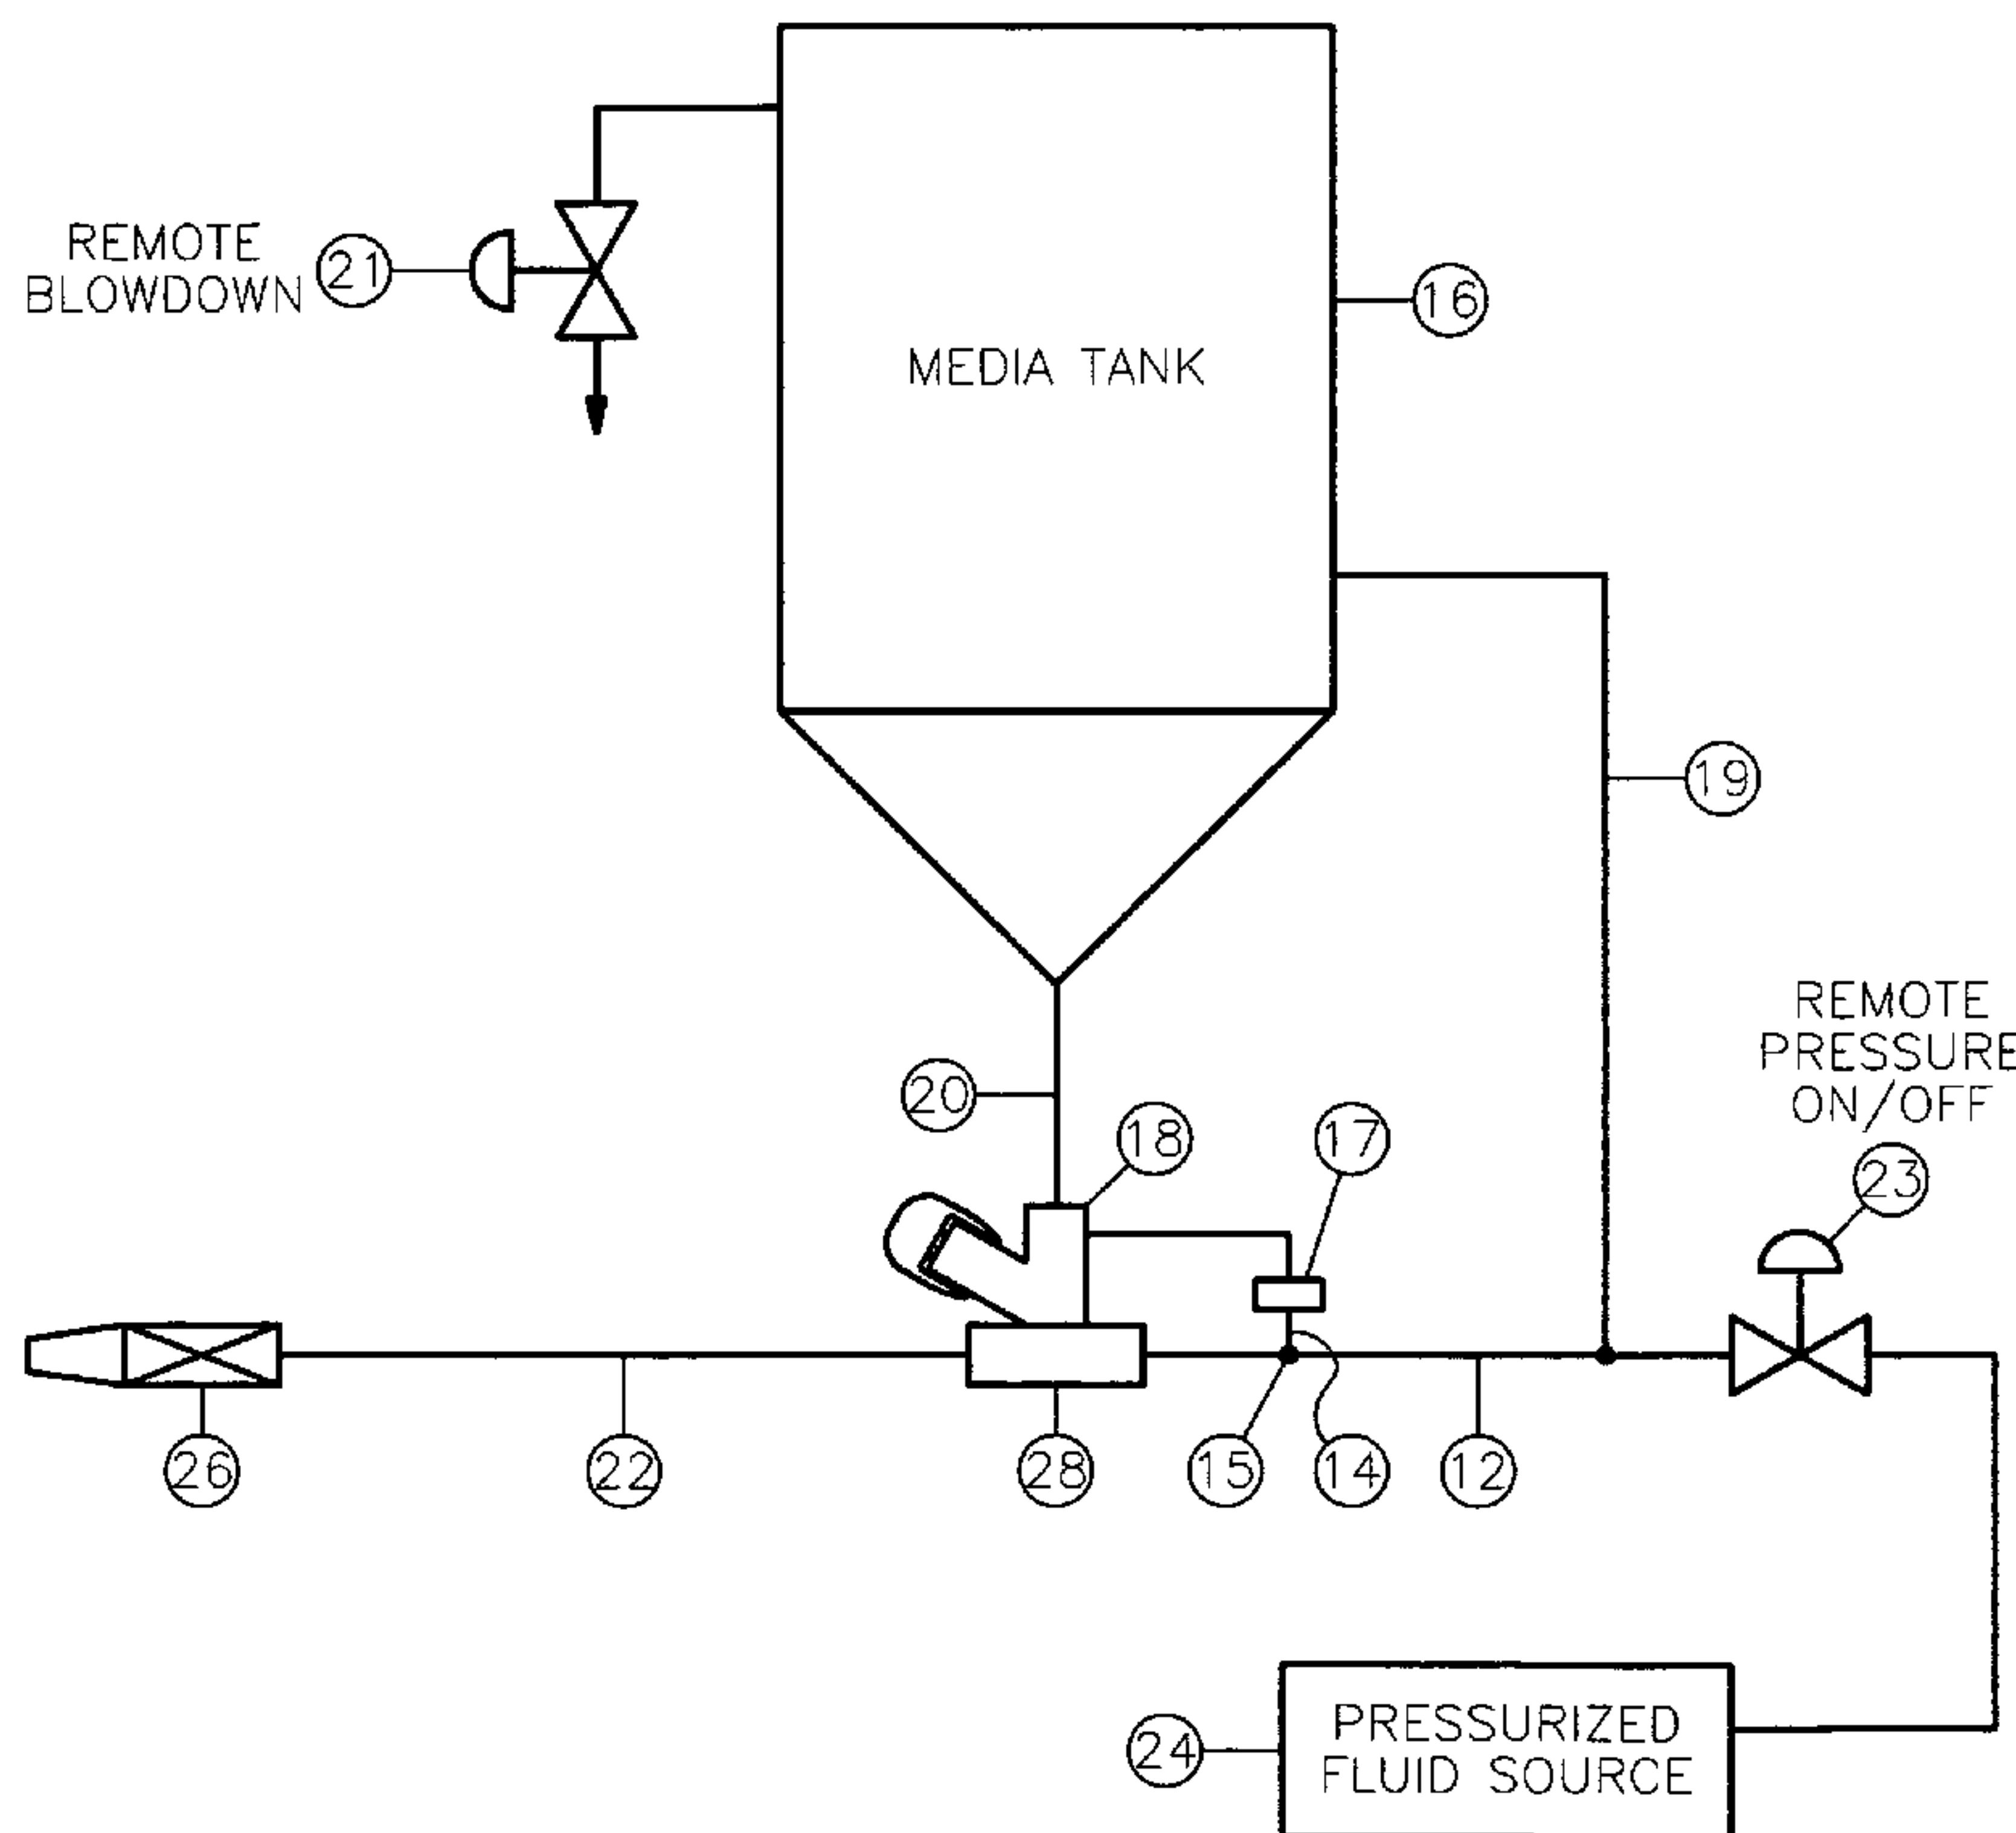 REMOTE
BLOWDOWN
21
16
MEDIA TANK
19
REMOTE
PRESSURE
ON/OFF
20
18
17
23
26
22
28
15
14
12
24
PRESSURIZED
FLUID SOURCE